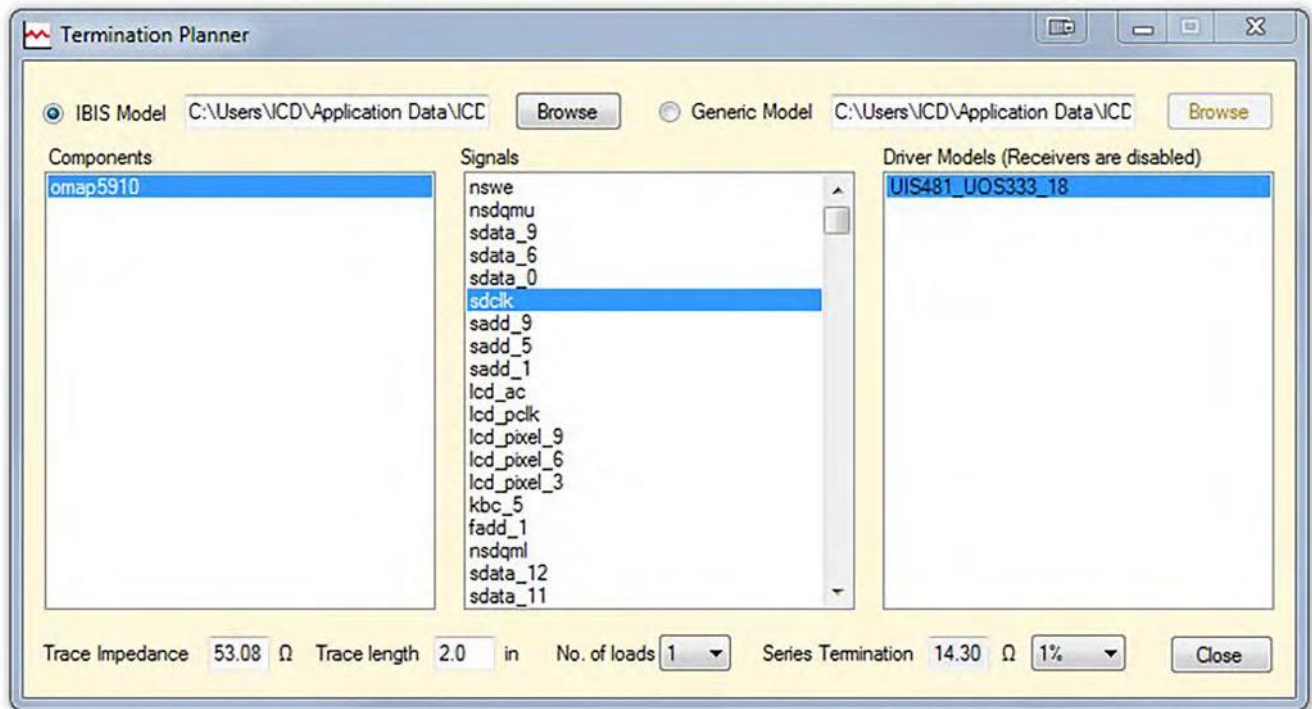 Termination Planner
IBIS Model C:\Users\ICD\Application Data\ICD Browse Generic Model C:\Users\ICD\Application Data\ICD Browse
Components Signals Driver Models (Receivers are disabled)
omap5910 nswe UIS481_UOS333_18
nsdqmu
sdata_9
sdata_6
sdata_0
sdclk
sadd_9
sadd_5
sadd_1
lcd_ac
lcd_pclk
lcd_pixel_9
lcd_pixel_6
lcd_pixel_3
kbc_5
fadd_1
nsdqml
sdata_12
sdata_11
Trace Impedance 53.08 Ω Trace length 2.0 in No. of loads 1 Series Termination 14.30 Ω 1% Close